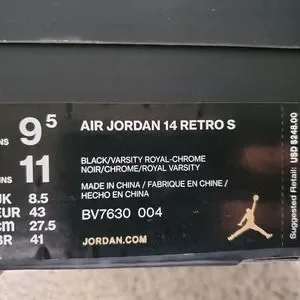 9 5
11
AIR JORDAN 14 RETRO S
BLACK/VARSITY ROYAL-CHROME
NOIR/CHROME/ROYAL VARSITY
MADE IN CHINA / FABRIQUE EN CHINE /
HECHO EN CHINA
BV7630 004
JORDAN.COM
UK 8.5
EUR 43
cm 27.5
BR 41
Suggested Retail: USD $248.00